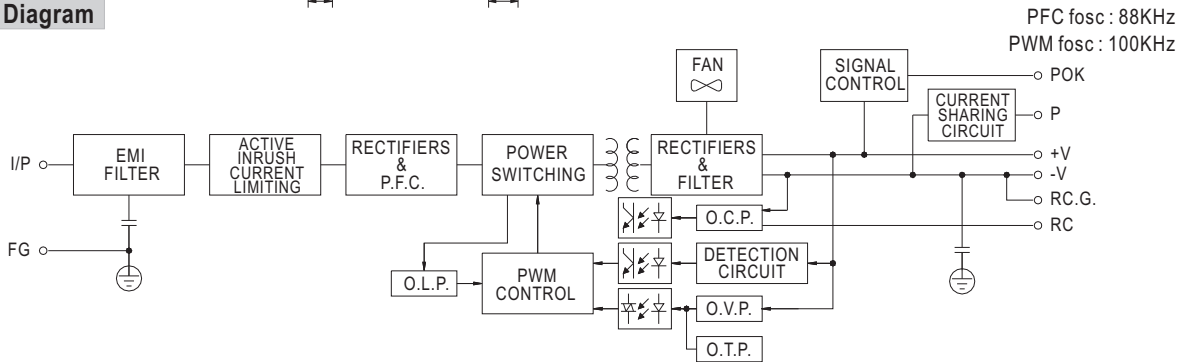 Diagram
PFC fosc : 88KHz
PWM fosc : 100KHz
FAN
SIGNAL
CONTROL
POK
CURRENT
SHARING
CIRCUIT
P
I/P
EMI
FILTER
ACTIVE
INRUSH
CURRENT
LIMITING
RECTIFIERS
&
P.F.C.
POWER
SWITCHING
RECTIFIERS
&
FILTER
+V
-V
RC.G.
RC
O.C.P.
FG
O.L.P.
PWM
CONTROL
DETECTION
CIRCUIT
O.V.P.
O.T.P.